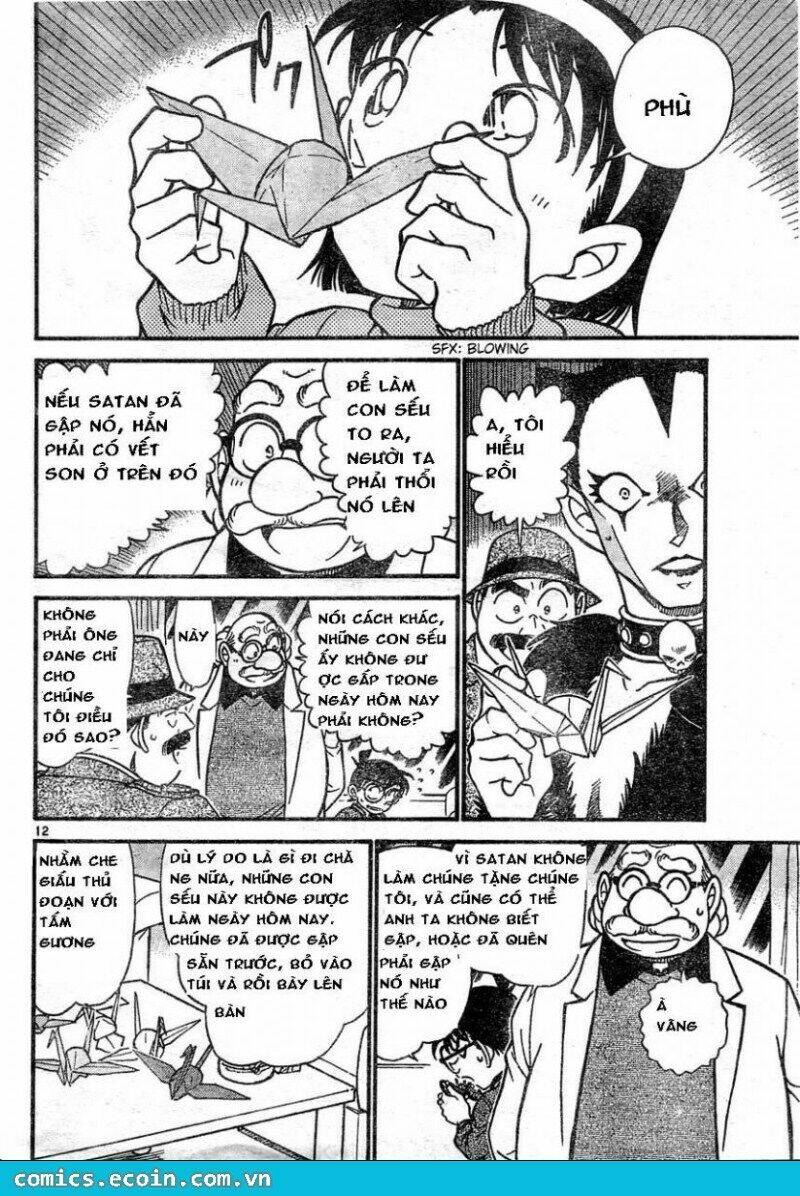 プク
PHÙ
SFX: BLOWING
NẾU SATAN ĐÃ
GẬP NÓ, HẲN
PHẢI CÓ VẾT
SON Ở TRÊN ĐÓ
ĐỂ LÀM
CON SẾU
TO RA,
NGƯỜI TA
PHẢI THỔI
NÓ LÊN
A, TÔI
HIỂU
RỒI
KHÔNG
PHẢI ÔNG
ĐANG CHỈ
CHO
CHÚNG
TÔI ĐIỀU
ĐÓ SAO?
NÀY
NÓI CÁCH KHÁC,
NHỮNG CON SẾU
ẤY KHÔNG ĐƯ
ỢC GẤP TRONG
NGÀY HÔM NAY
PHẢI KHÔNG?
12
NHẰM CHE
GIẤU THỦ
ĐOẠN VỚI
TẤM
GƯƠNG
DÙ LÝ DO LÀ GÌ ĐI CHĂ
NG NỮA, NHỮNG CON
SẾU NÀY KHÔNG ĐƯỢC
LÀM NGÀY HÔM NAY.
CHÚNG ĐÃ ĐƯỢC GẬP
SẴN TRƯỚC, BỎ VÀO
TÚI VÀ RỒI BÀY LÊN
BÀN
VÌ SATAN KHÔNG
LÀM CHÚNG TẶNG CHÚNG
TÔI, VÀ CŨNG CÓ THỂ
ANH TA KHÔNG BIẾT
GẬP, HOẶC ĐÃ QUÊN
PHẢI GẬP
NÓ NHƯ
THẾ NÀO
À
VÂNG
comics.ecoin.com.vn